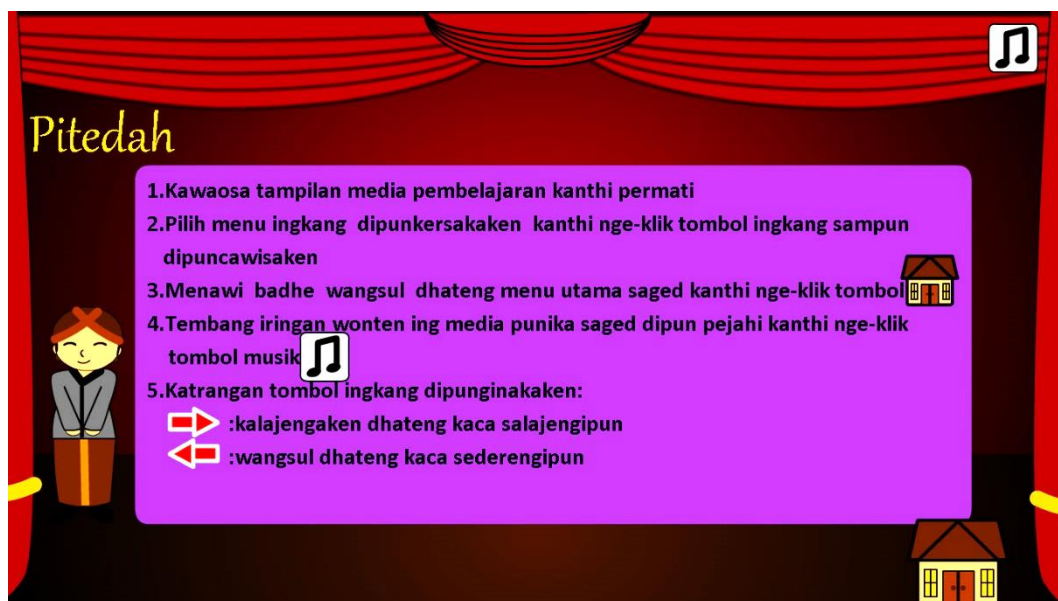 Pitedah
1.Kawaosa tampilan media pembelajaran kanthi permati
2.Pilih menu ingkang dipunkersakaken kanthi nge-klik tombol ingkang sampun
dipuncawisaken
3.Menawi badhe wangsul dhateng menu utama saged kanthi nge-klik tombol
4.Tembang iringan wonten ing media punika saged dipun pejahi kanthi nge-klik
tombol musik
5.Katrangan tombol ingkang dipunginakaken:
:kalajengaken dhateng kaca salajengipun
:wangsul dhateng kaca sederengipun